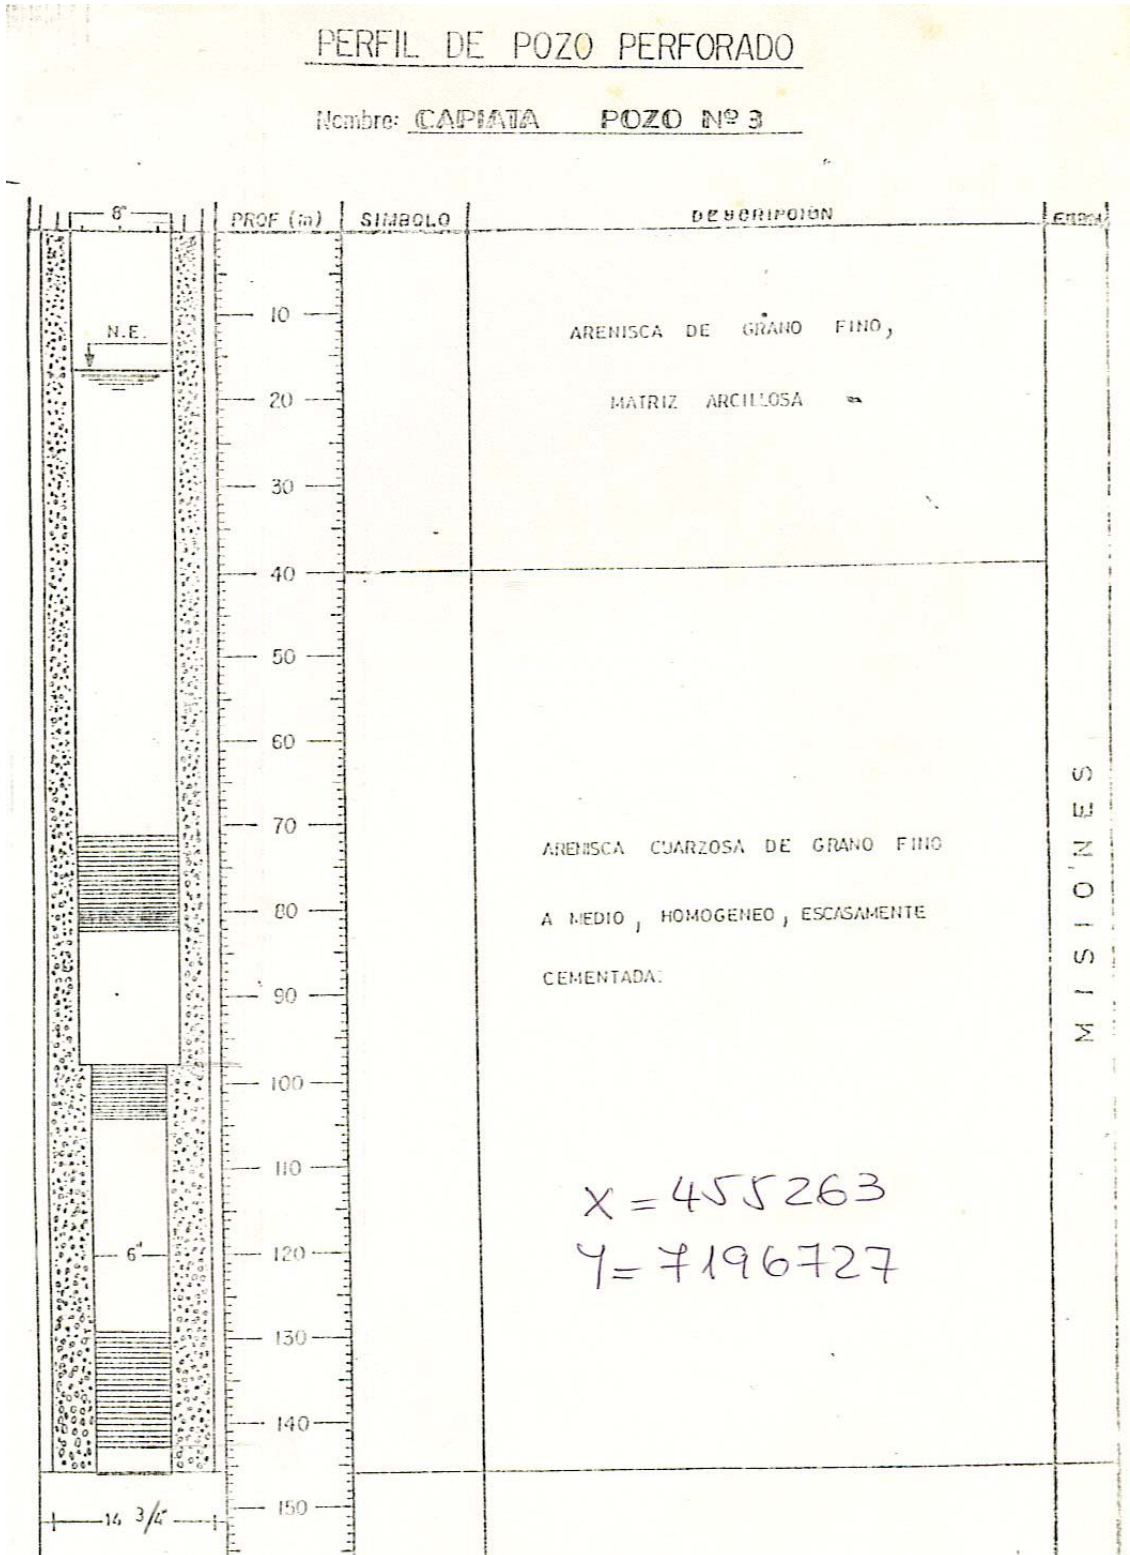 PERFIL DE POZO PERFORADO
Nombre: CAPIATA POZO Nº 3
8" PROF (m) SIMBOLO DESCRIPCION
N.E.
10
20
30
40
50
60
70
80
90
100
110
120
130
140
150
ARENISCA DE GRANO FINO,
MATRIZ ARCILLOSA
ARENISCA CUARZOSA DE GRANO FINO
A MEDIO, HOMOGENEO, ESCASAMENTE
CEMENTADA.
X = 455263
Y = 7196727
MISIONES
6"
14 3/4"